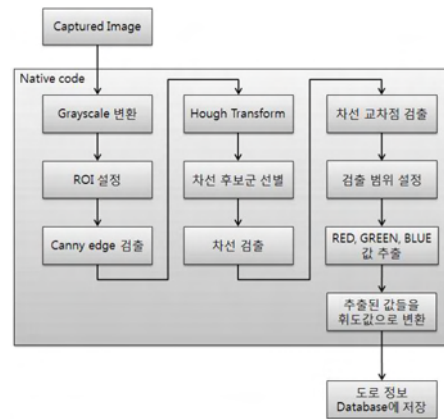 Captured Image
Native code
Grayscale 변환
ROI 설정
Canny edge 검출
Hough Transform
차선 후보군 선별
차선 검출
차선 교차점 검출
검출 범위 설정
RED, GREEN, BLUE
값 추출
추출된 값들을
휘도값으로 변환
도로 정보
Database에 저장